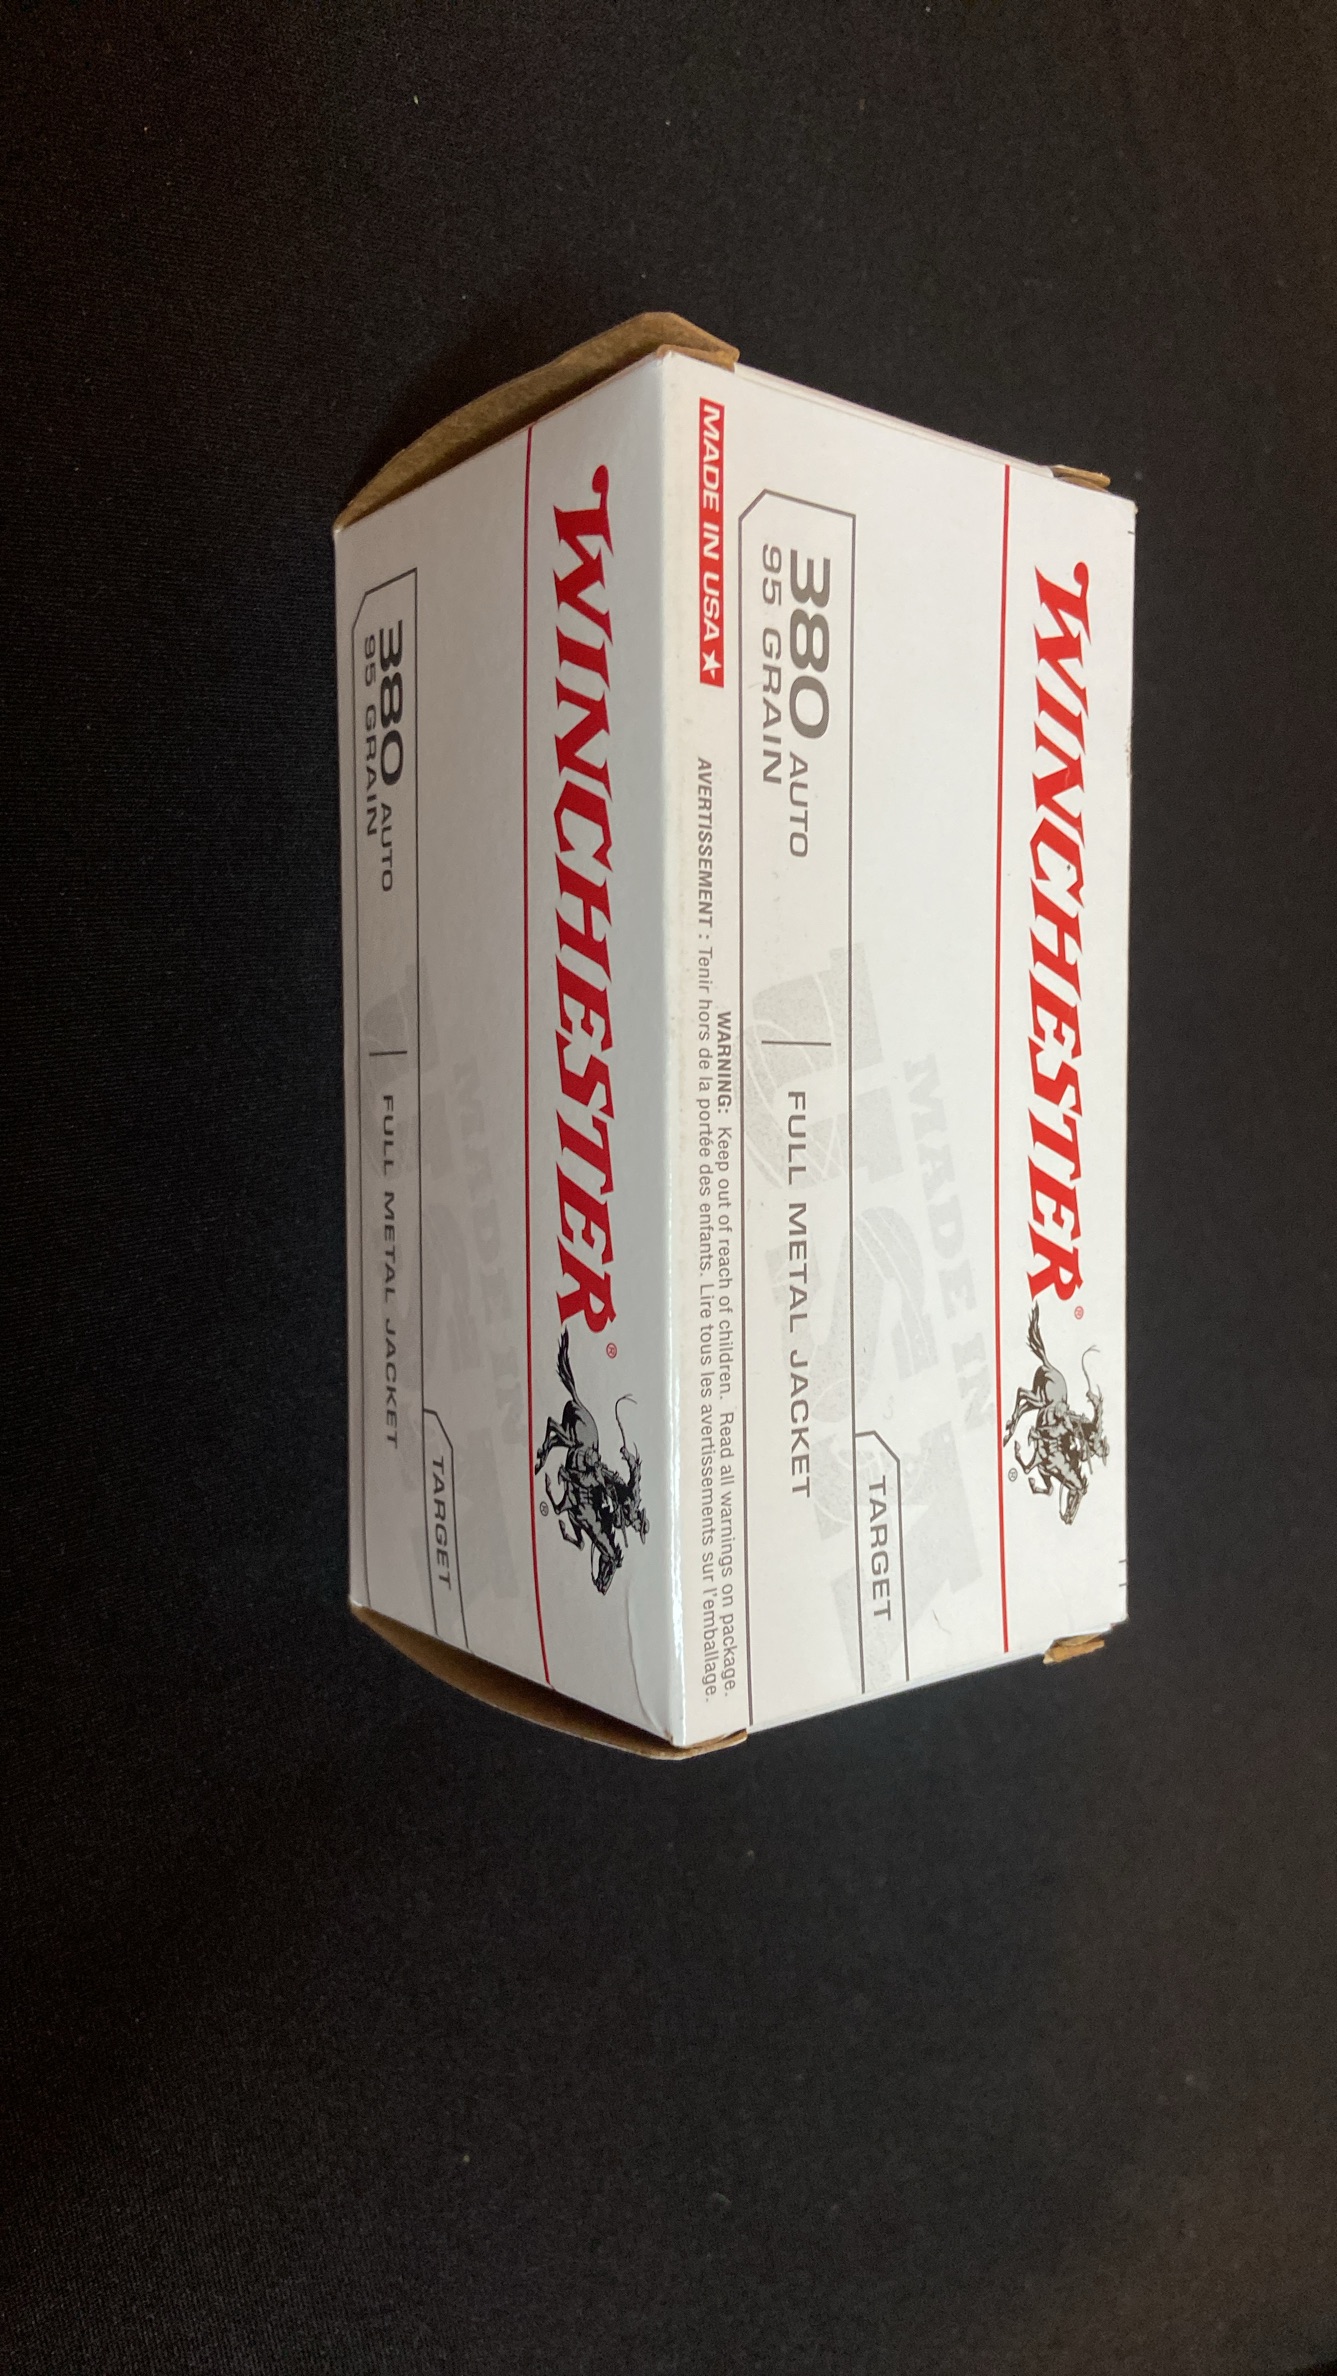 WINCHESTER®
®
MADE IN
USA
TARGET
380 AUTO
95 GRAIN
FULL METAL JACKET
MADE IN USA ★
WARNING: Keep out of reach of children. Read all warnings on package.
AVERTISSEMENT : Tenir hors de la portée des enfants. Lire tous les avertissements sur l'emballage.
WINCHESTER®
®
MADE IN
TARGET
380 AUTO
95 GRAIN
FULL METAL JACKET